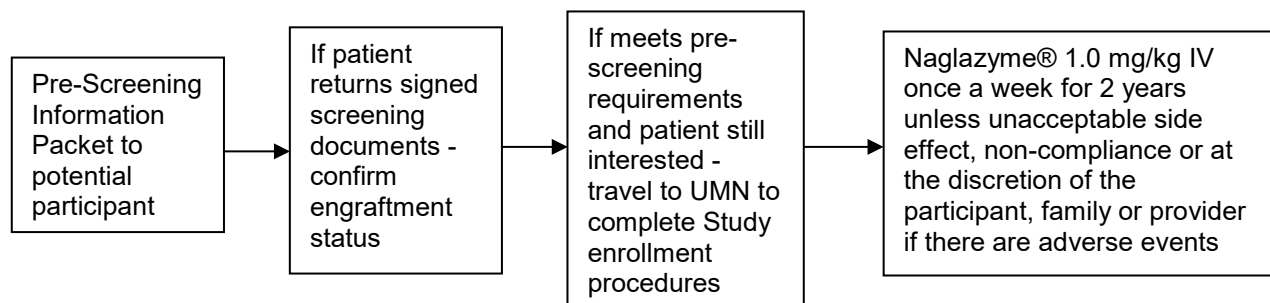 Pre-Screening
Information
Packet to
potential
participant
If patient
returns signed
screening
documents -
confirm
engraftment
status
If meets pre-
screening
requirements
and patient still
interested -
travel to UMN to
complete Study
enrollment
procedures
Naglazyme® 1.0 mg/kg IV
once a week for 2 years
unless unacceptable side
effect, non-compliance or at
the discretion of the
participant, family or provider
if there are adverse events